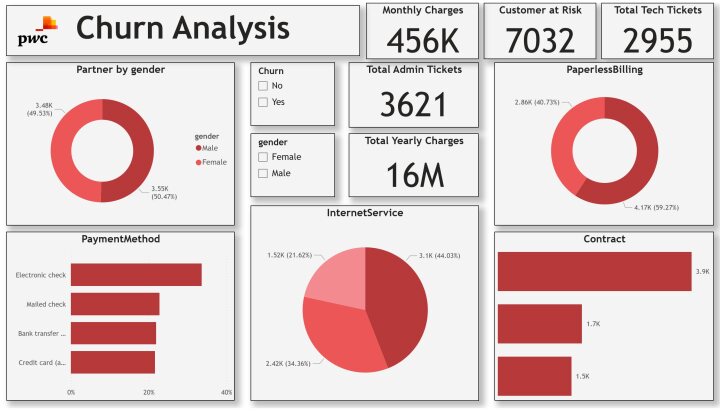 pwc
Churn Analysis
Monthly Charges
456K
Customer at Risk
7032
Total Tech Tickets
2955
Partner by gender
3.48K
(49.53%)
3.55K
(50.47%)
gender
Male
Female
Churn
No
Yes
gender
Female
Male
Total Admin Tickets
3621
Total Yearly Charges
16M
PaperlessBilling
2.86K (40.73%)
4.17K (59.27%)
PaymentMethod
Electronic check
Mailed check
Bank transfer ...
Credit card (a...
0%
20%
40%
InternetService
1.52K (21.62%)
3.1K (44.03%)
2.42K (34.36%)
Contract
3.9K
1.7K
1.5K